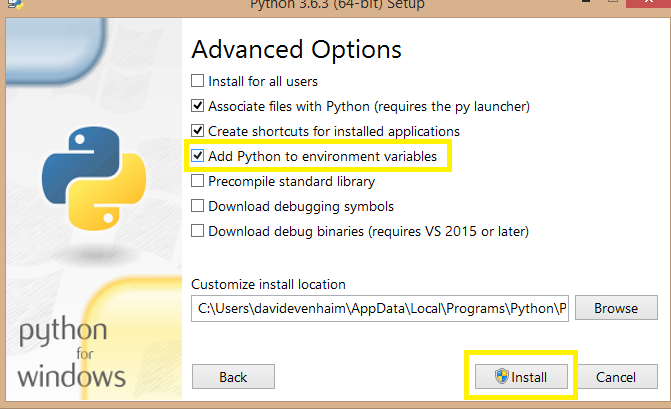 Python 3.6.3 (64-bit) Setup
Advanced Options
Install for all users
Associate files with Python (requires the py launcher)
Create shortcuts for installed applications
Add Python to environment variables
Precompile standard library
Download debugging symbols
Download debug binaries (requires VS 2015 or later)
Customize install location
C:\Users\davidevenhaim\AppData\Local\Programs\Python\P
Browse
python
for
windows
Back
Install
Cancel